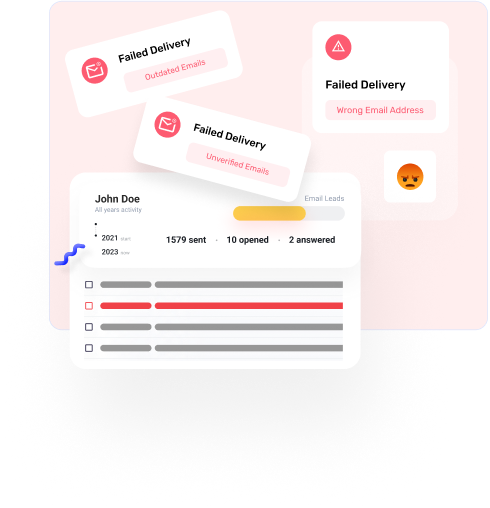 Failed Delivery
Outdated Emails
Failed Delivery
Wrong Email Address
Failed Delivery
Unverified Emails
John Doe
All years activity
Email Leads
2021 start
2023 now
1579 sent · 10 opened · 2 answered